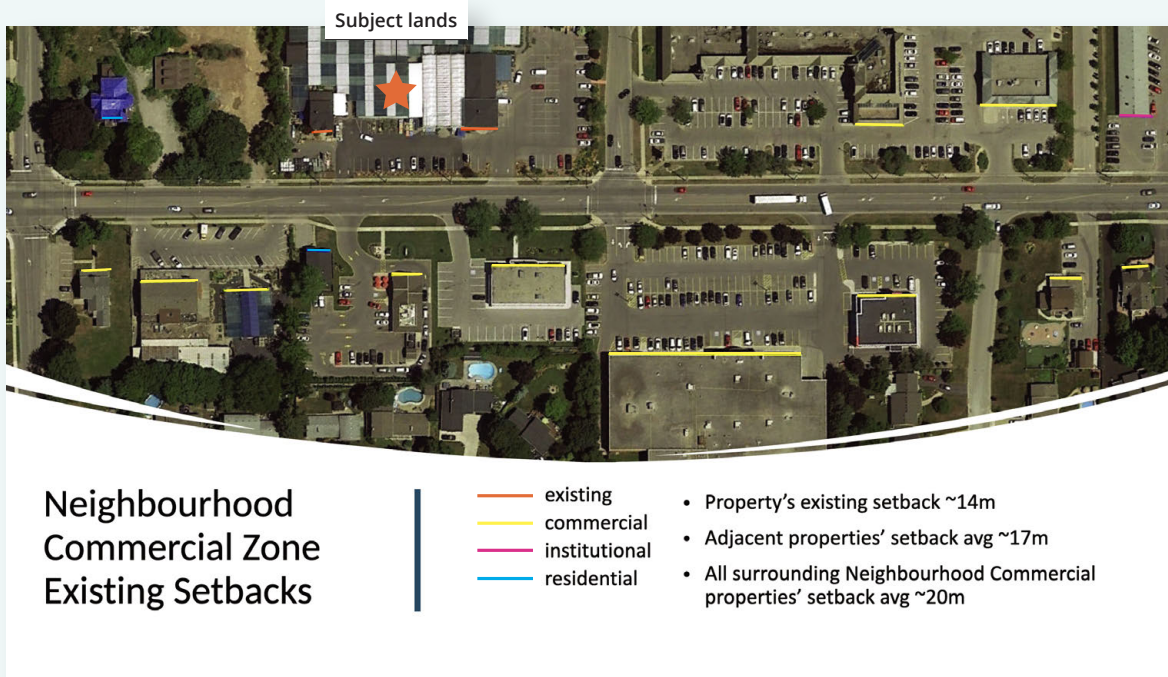 Subject lands
Neighbourhood
Commercial Zone
Existing Setbacks
existing
commercial
institutional
residential
• Property’s existing setback ~14m
• Adjacent properties’ setback avg ~17m
• All surrounding Neighbourhood Commercial
properties’ setback avg ~20m